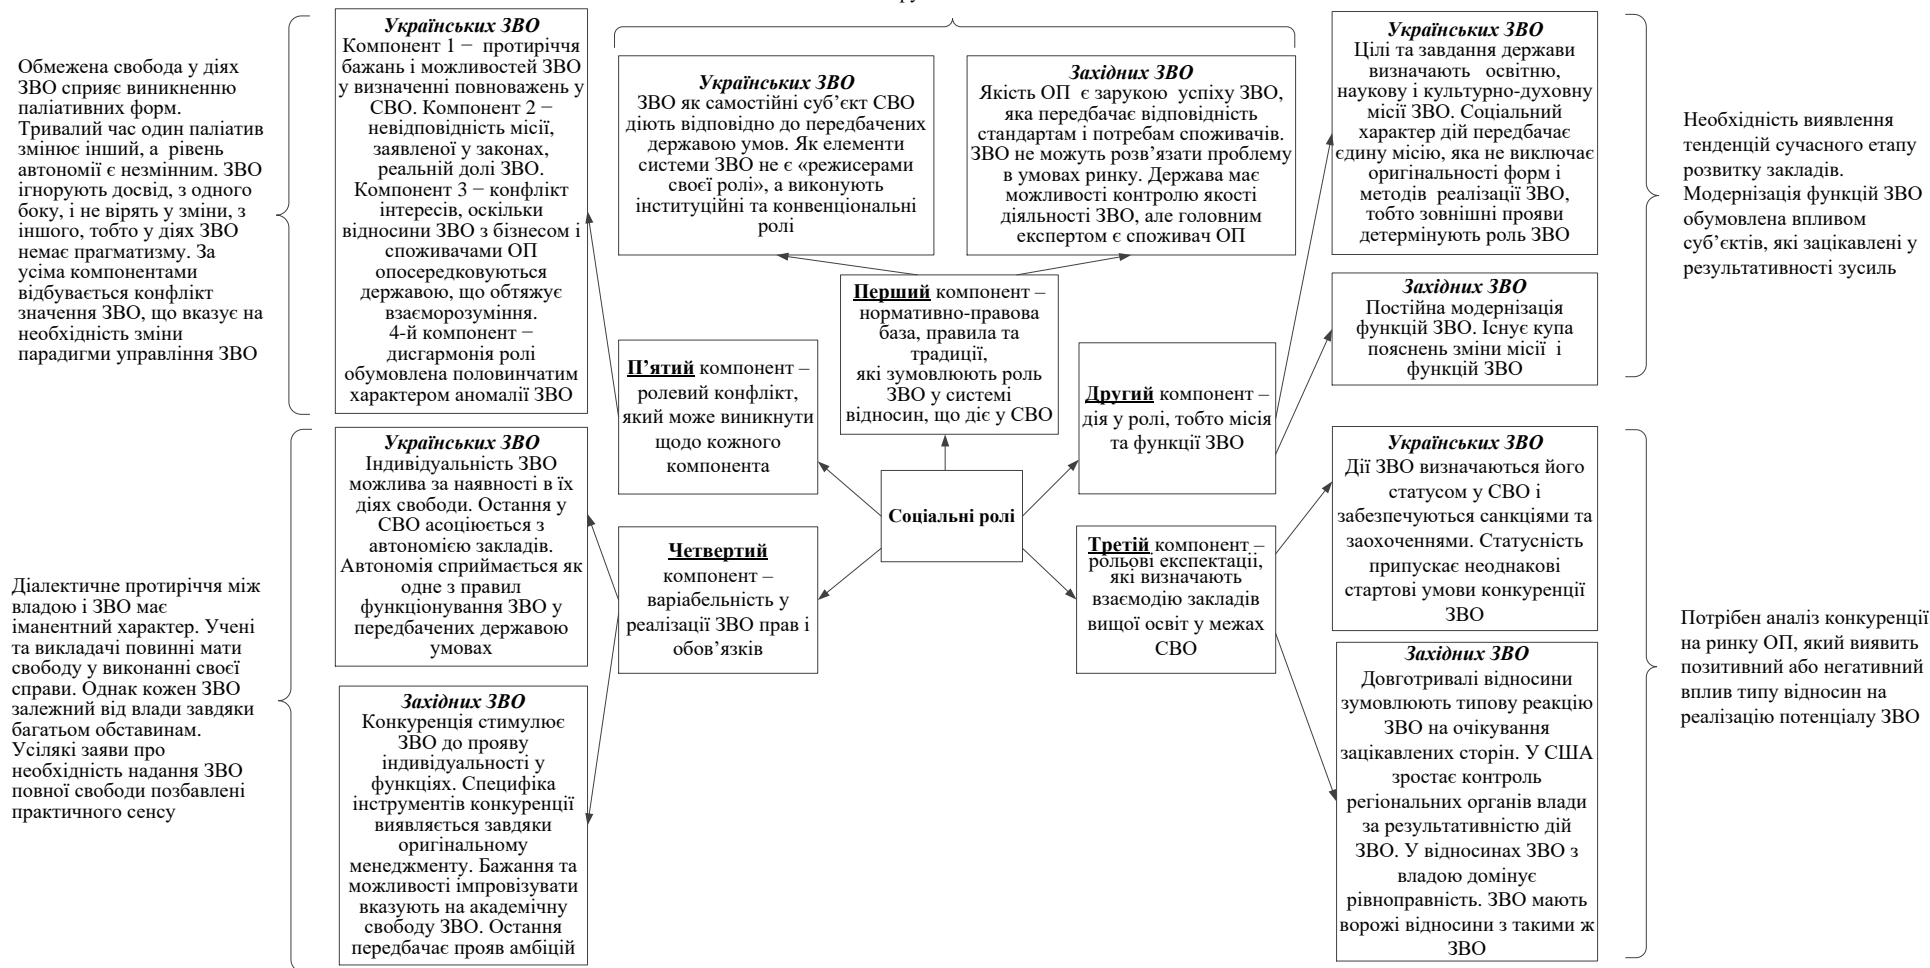 Обмежена свобода у діях
ЗВО сприяє виникненню
паліативних форм.
Тривалий час один паліатив
змінює інший, а рівень
автономії є незмінним. ЗВО
ігнорують досвід, з одного
боку, і не вірять у зміни, з
іншого, тобто у діях ЗВО
немає прагматизму. За
усіма компонентами
відбувається конфлікт
значення ЗВО, що вказує на
необхідність зміни
парадигми управління ЗВО
Українських ЗВО
Компонент 1 − протиріччя
бажань і можливостей ЗВО
у визначенні повноважень у
СВО. Компонент 2 −
невідповідність місії,
заявленої у законах,
реальній долі ЗВО.
Компонент 3 − конфлікт
інтересів, оскільки
відносини ЗВО з бізнесом і
споживачами ОП
опосередковуються
державою, що обтяжує
взаєморозуміння.
4-й компонент −
дисгармонія ролі
обумовлена половинчатим
характером аномалії ЗВО
Українських ЗВО
ЗВО як самостійні суб’єкт СВО
діють відповідно до передбачених
державою умов. Як елементи
системи ЗВО не є «режисерами
своєї ролі», а виконують
інституційні та конвенціональні
ролі
Західних ЗВО
Якість ОП є зарукою успіху ЗВО,
яка передбачає відповідність
стандартам і потребам споживачів.
ЗВО не можуть розв’язати проблему
в умовах ринку. Держава має
можливості контролю якості
діяльності ЗВО, але головним
експертом є споживач ОП
Українських ЗВО
Цілі та завдання держави
визначають освітню,
наукову і культурно-духовну
місії ЗВО. Соціальний
характер дій передбачає
єдину місію, яка не виключає
оригінальності форм і
методів реалізації ЗВО,
тобто зовнішні прояви
детермінують роль ЗВО
Західних ЗВО
Постійна модернізація
функцій ЗВО. Існує купа
пояснень зміни місії і
функцій ЗВО
Необхідність виявлення
тенденцій сучасного етапу
розвитку закладів.
Модернізація функцій ЗВО
обумовлена впливом
суб’єктів, які зацікавлені у
результативності зусиль
П’ятий компонент –
ролевий конфлікт,
який може виникнути
щодо кожного
компонента
Перший компонент –
нормативно-правова
база, правила та
традиції,
які зумовлюють роль
ЗВО у системі
відносин, що діє у СВО
Другий компонент –
дія у ролі, тобто місія
та функції ЗВО
Соціальні ролі
Діалектичне протиріччя між
владою і ЗВО має
іманентний характер. Учені
та викладачі повинні мати
свободу у виконанні своєї
справи. Однак кожен ЗВО
залежний від влади завдяки
багатьом обставинам.
Усілякі заяви про
необхідність надання ЗВО
повної свободи позбавлені
практичного сенсу
Українських ЗВО
Індивідуальність ЗВО
можлива за наявності в їх
діях свободи. Остання у
СВО асоціюється з
автономією закладів.
Автономія сприймається як
одне з правил
функціонування ЗВО у
передбачених державою
умовах
Західних ЗВО
Конкуренція стимулює
ЗВО до прояву
індивідуальності у
функціях. Специфіка
інструментів конкуренції
виявляється завдяки
оригінальному
менеджменту. Бажання та
можливості імпровізувати
вказують на академічну
свободу ЗВО. Остання
передбачає прояв амбіцій
Четвертий
компонент –
варіабельність у
реалізації ЗВО прав і
обов’язків
Третій компонент –
рольові експектації,
які визначають
взаємодію закладів
вищої освіт у межах
СВО
Українських ЗВО
Дії ЗВО визначаються його
статусом у СВО і
забезпечуються санкціями та
заохоченнями. Статусність
припускає неоднакові
стартові умови конкуренції
ЗВО
Західних ЗВО
Довготривалі відносини
зумовлюють типову реакцію
ЗВО на очікування
зацікавлених сторін. У США
зростає контроль
регіональних органів влади
за результативністю дій
ЗВО. У відносинах ЗВО з
владою домінує
рівноправність. ЗВО мають
ворожі відносини з такими ж
ЗВО
Потрібен аналіз конкуренції
на ринку ОП, який виявить
позитивний або негативний
вплив типу відносин на
реалізацію потенціалу ЗВО